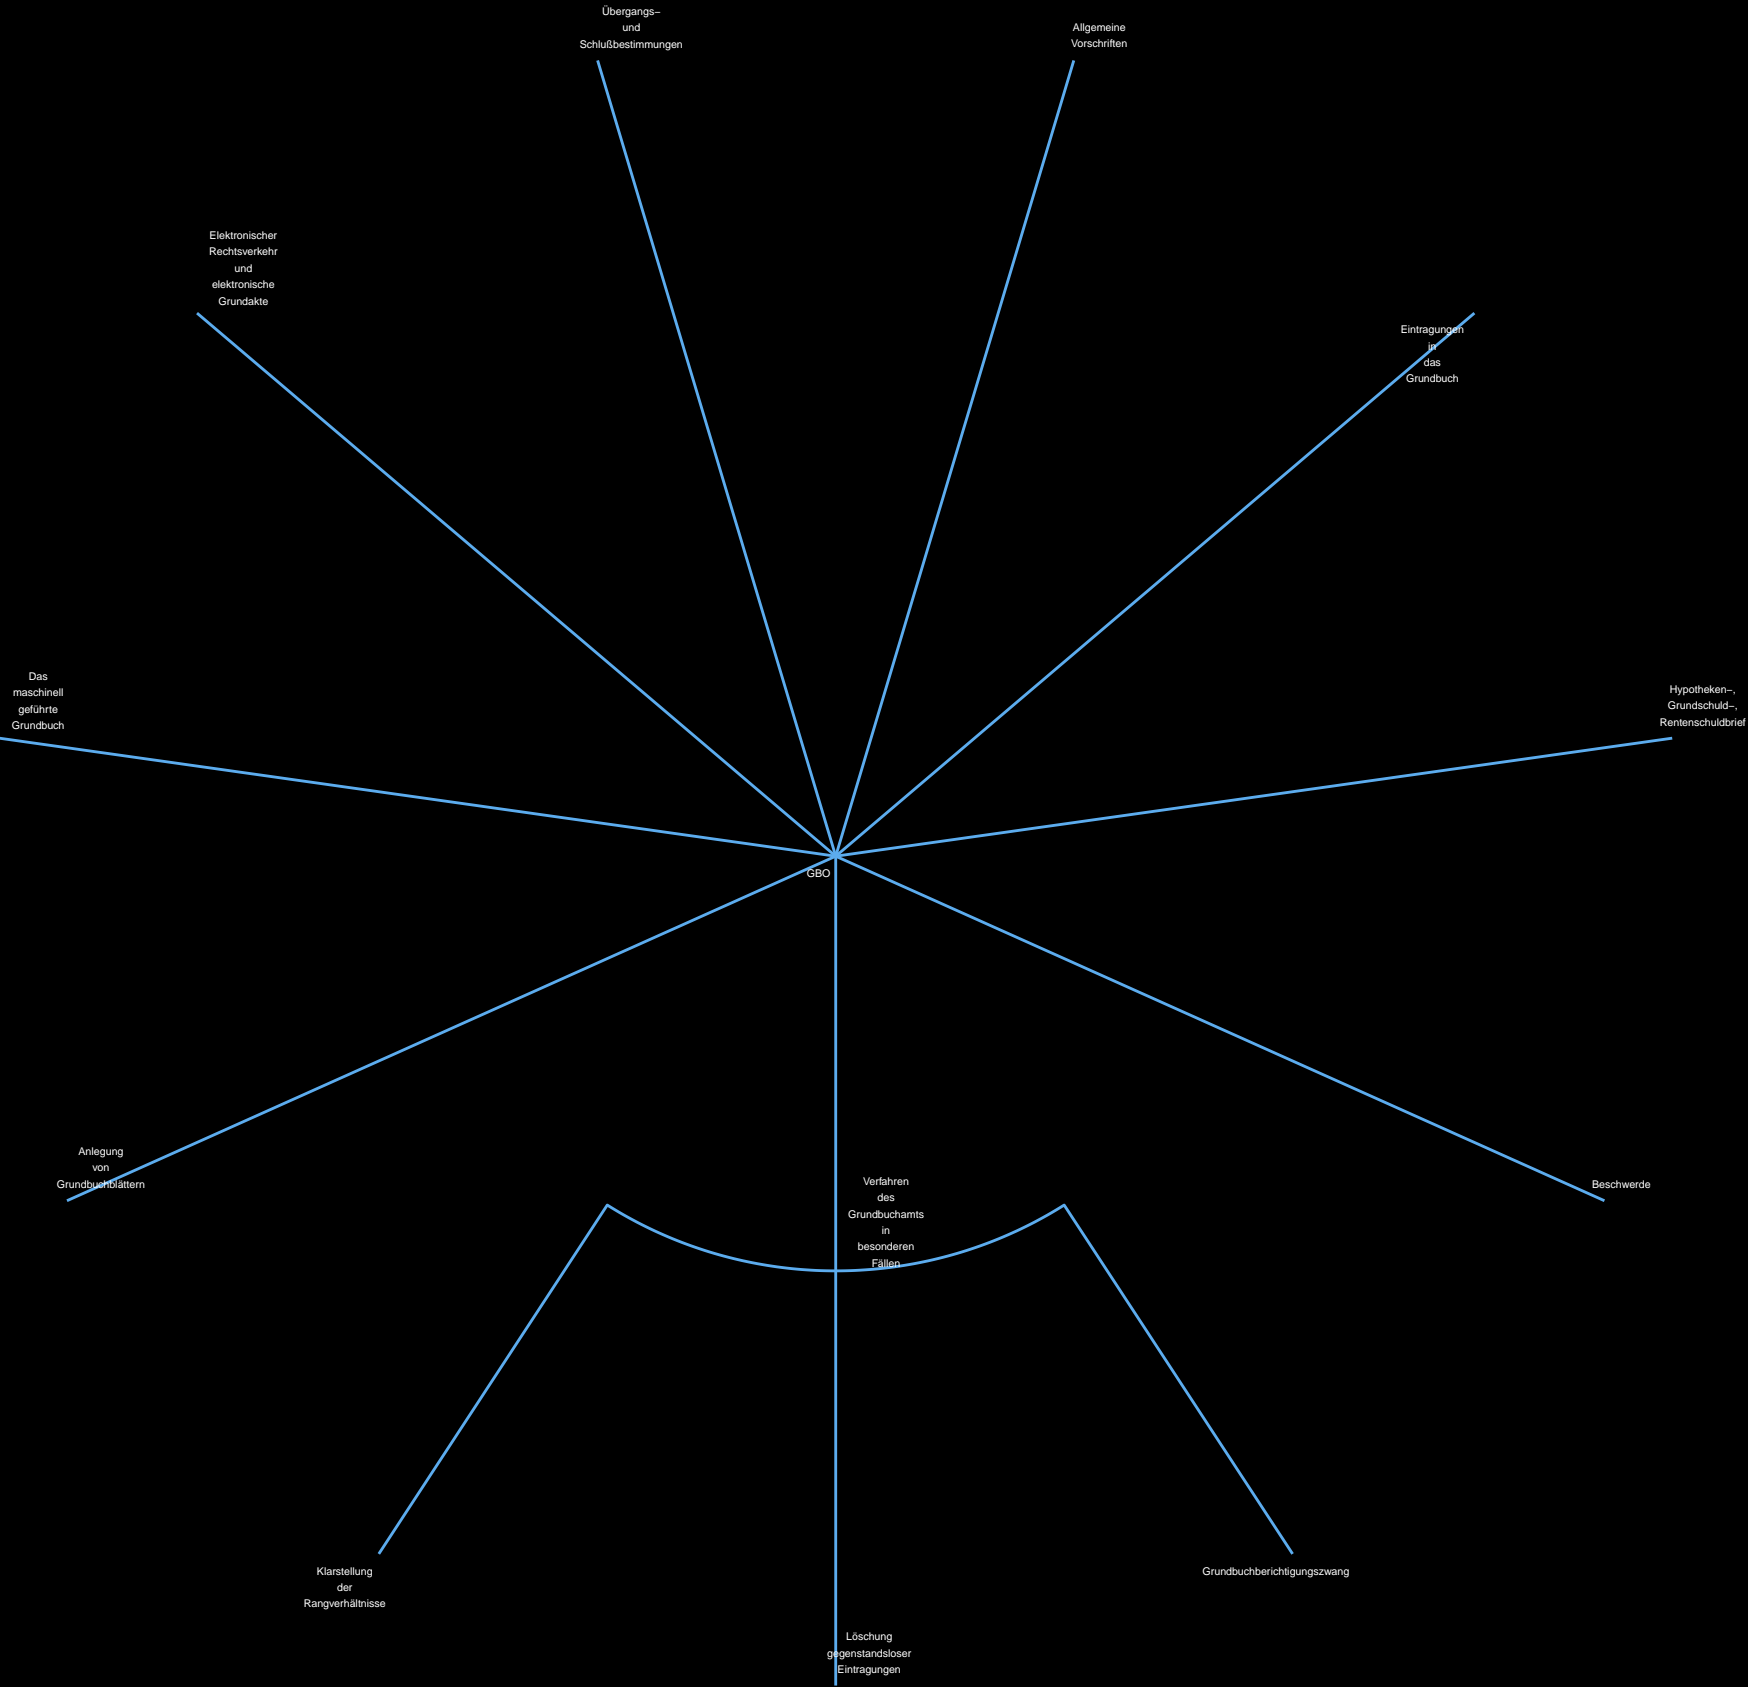 Übergangs–
und
Schlußbestimmungen
Allgemeine
Vorschriften
Elektronischer
Rechtsverkehr
und
elektronische
Grundakte
Eintragungen
in
das
Grundbuch
Das
maschinell
geführte
Grundbuch
Hypotheken–,
Grundschuld–,
Rentenschuldbrief
GBO
Anlegung
von
Grundbuchblättern
Verfahren
des
Grundbuchamts
in
besonderen
Fällen
Beschwerde
Klarstellung
der
Rangverhältnisse
Grundbuchberichtigungszwang
Löschung
gegenstandsloser
Eintragungen